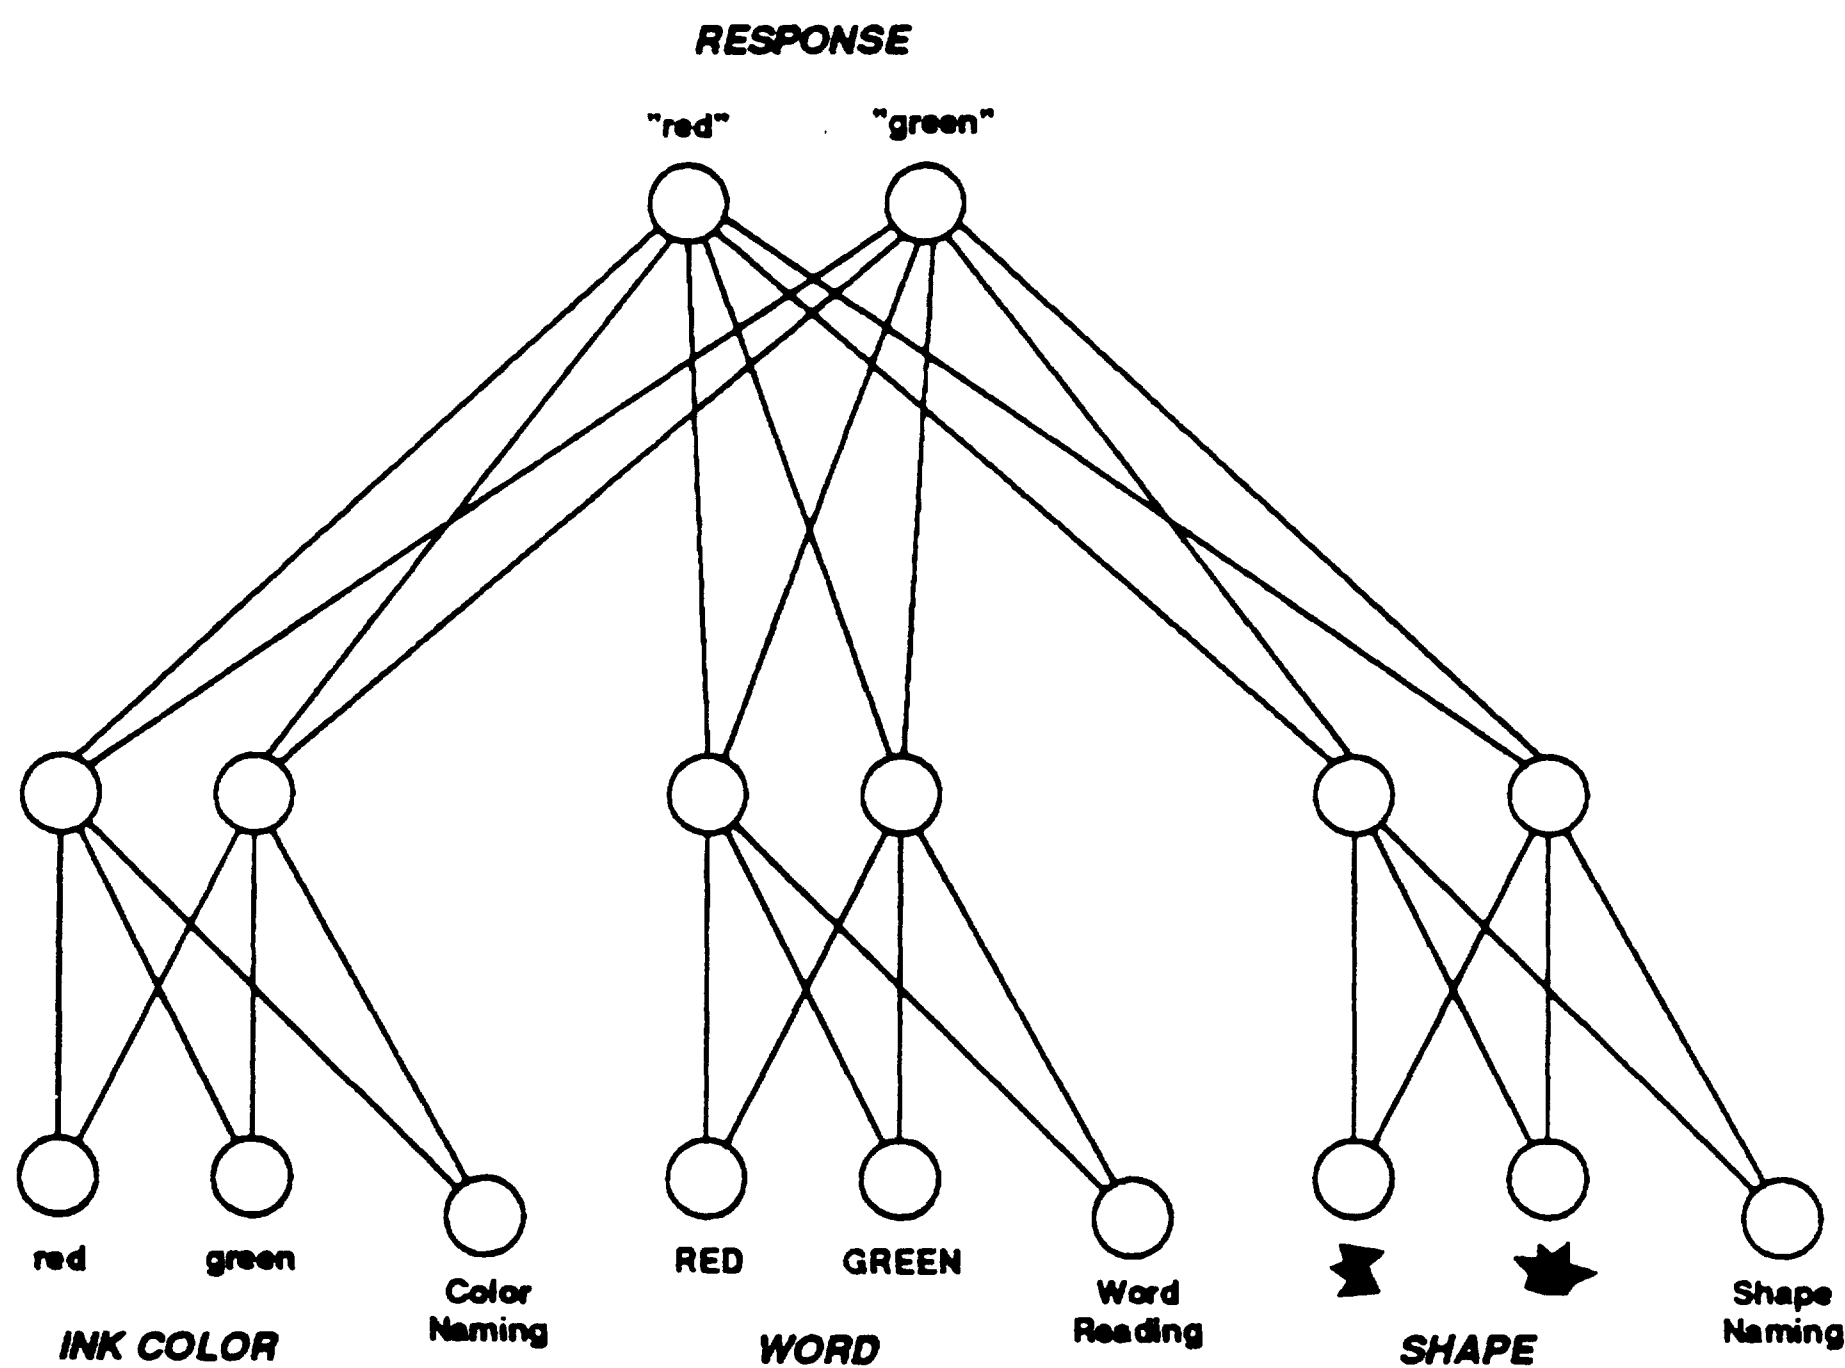 RESPONSE
"red" "green"
red green
Color
Naming
INK COLOR
RED GREEN
Word
Reading
WORD
Shape
Naming
SHAPE